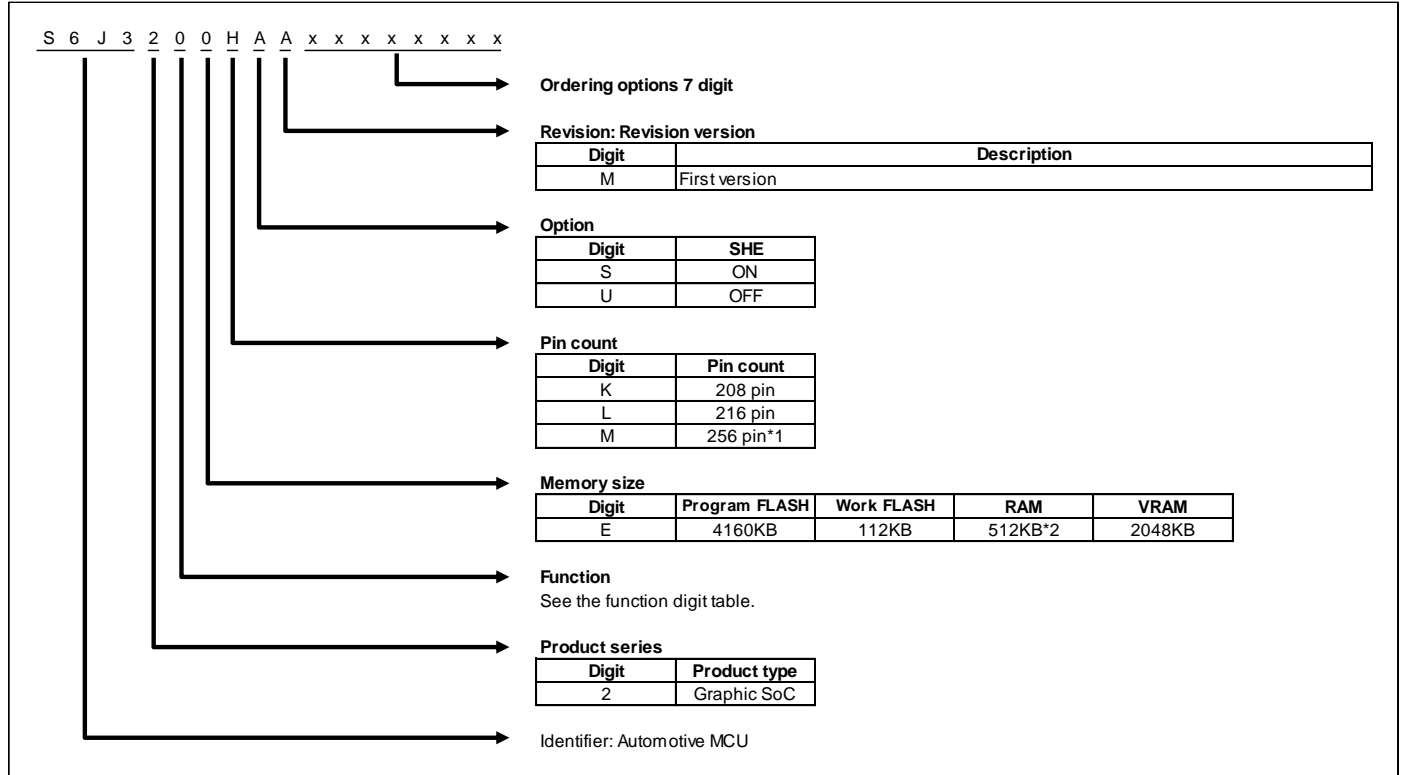 S 6 J 3 2 0 0 H A A x x x x x x x x
Ordering options 7 digit
Revision: Revision version
Digit Description
M First version
Option
Digit SHE
S ON
U OFF
Pin count
Digit Pin count
K 208 pin
L 216 pin
M 256 pin*1
Memory size
Digit Program FLASH Work FLASH RAM VRAM
E 4160KB 112KB 512KB*2 2048KB
Function
See the function digit table.
Product series
Digit Product type
2 Graphic SoC
Identifier: Automotive MCU